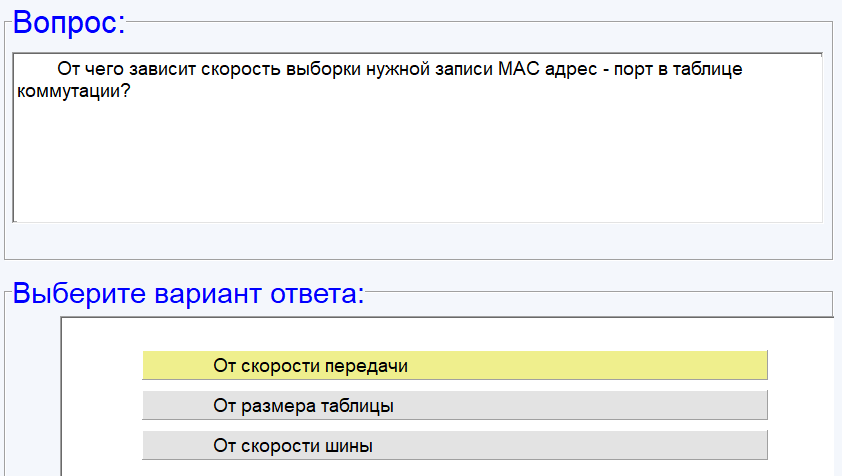 Вопрос:
От чего зависит скорость выборки нужной записи MAC адрес - порт в таблице
коммутации?
Выберите вариант ответа:
От скорости передачи
От размера таблицы
От скорости шины